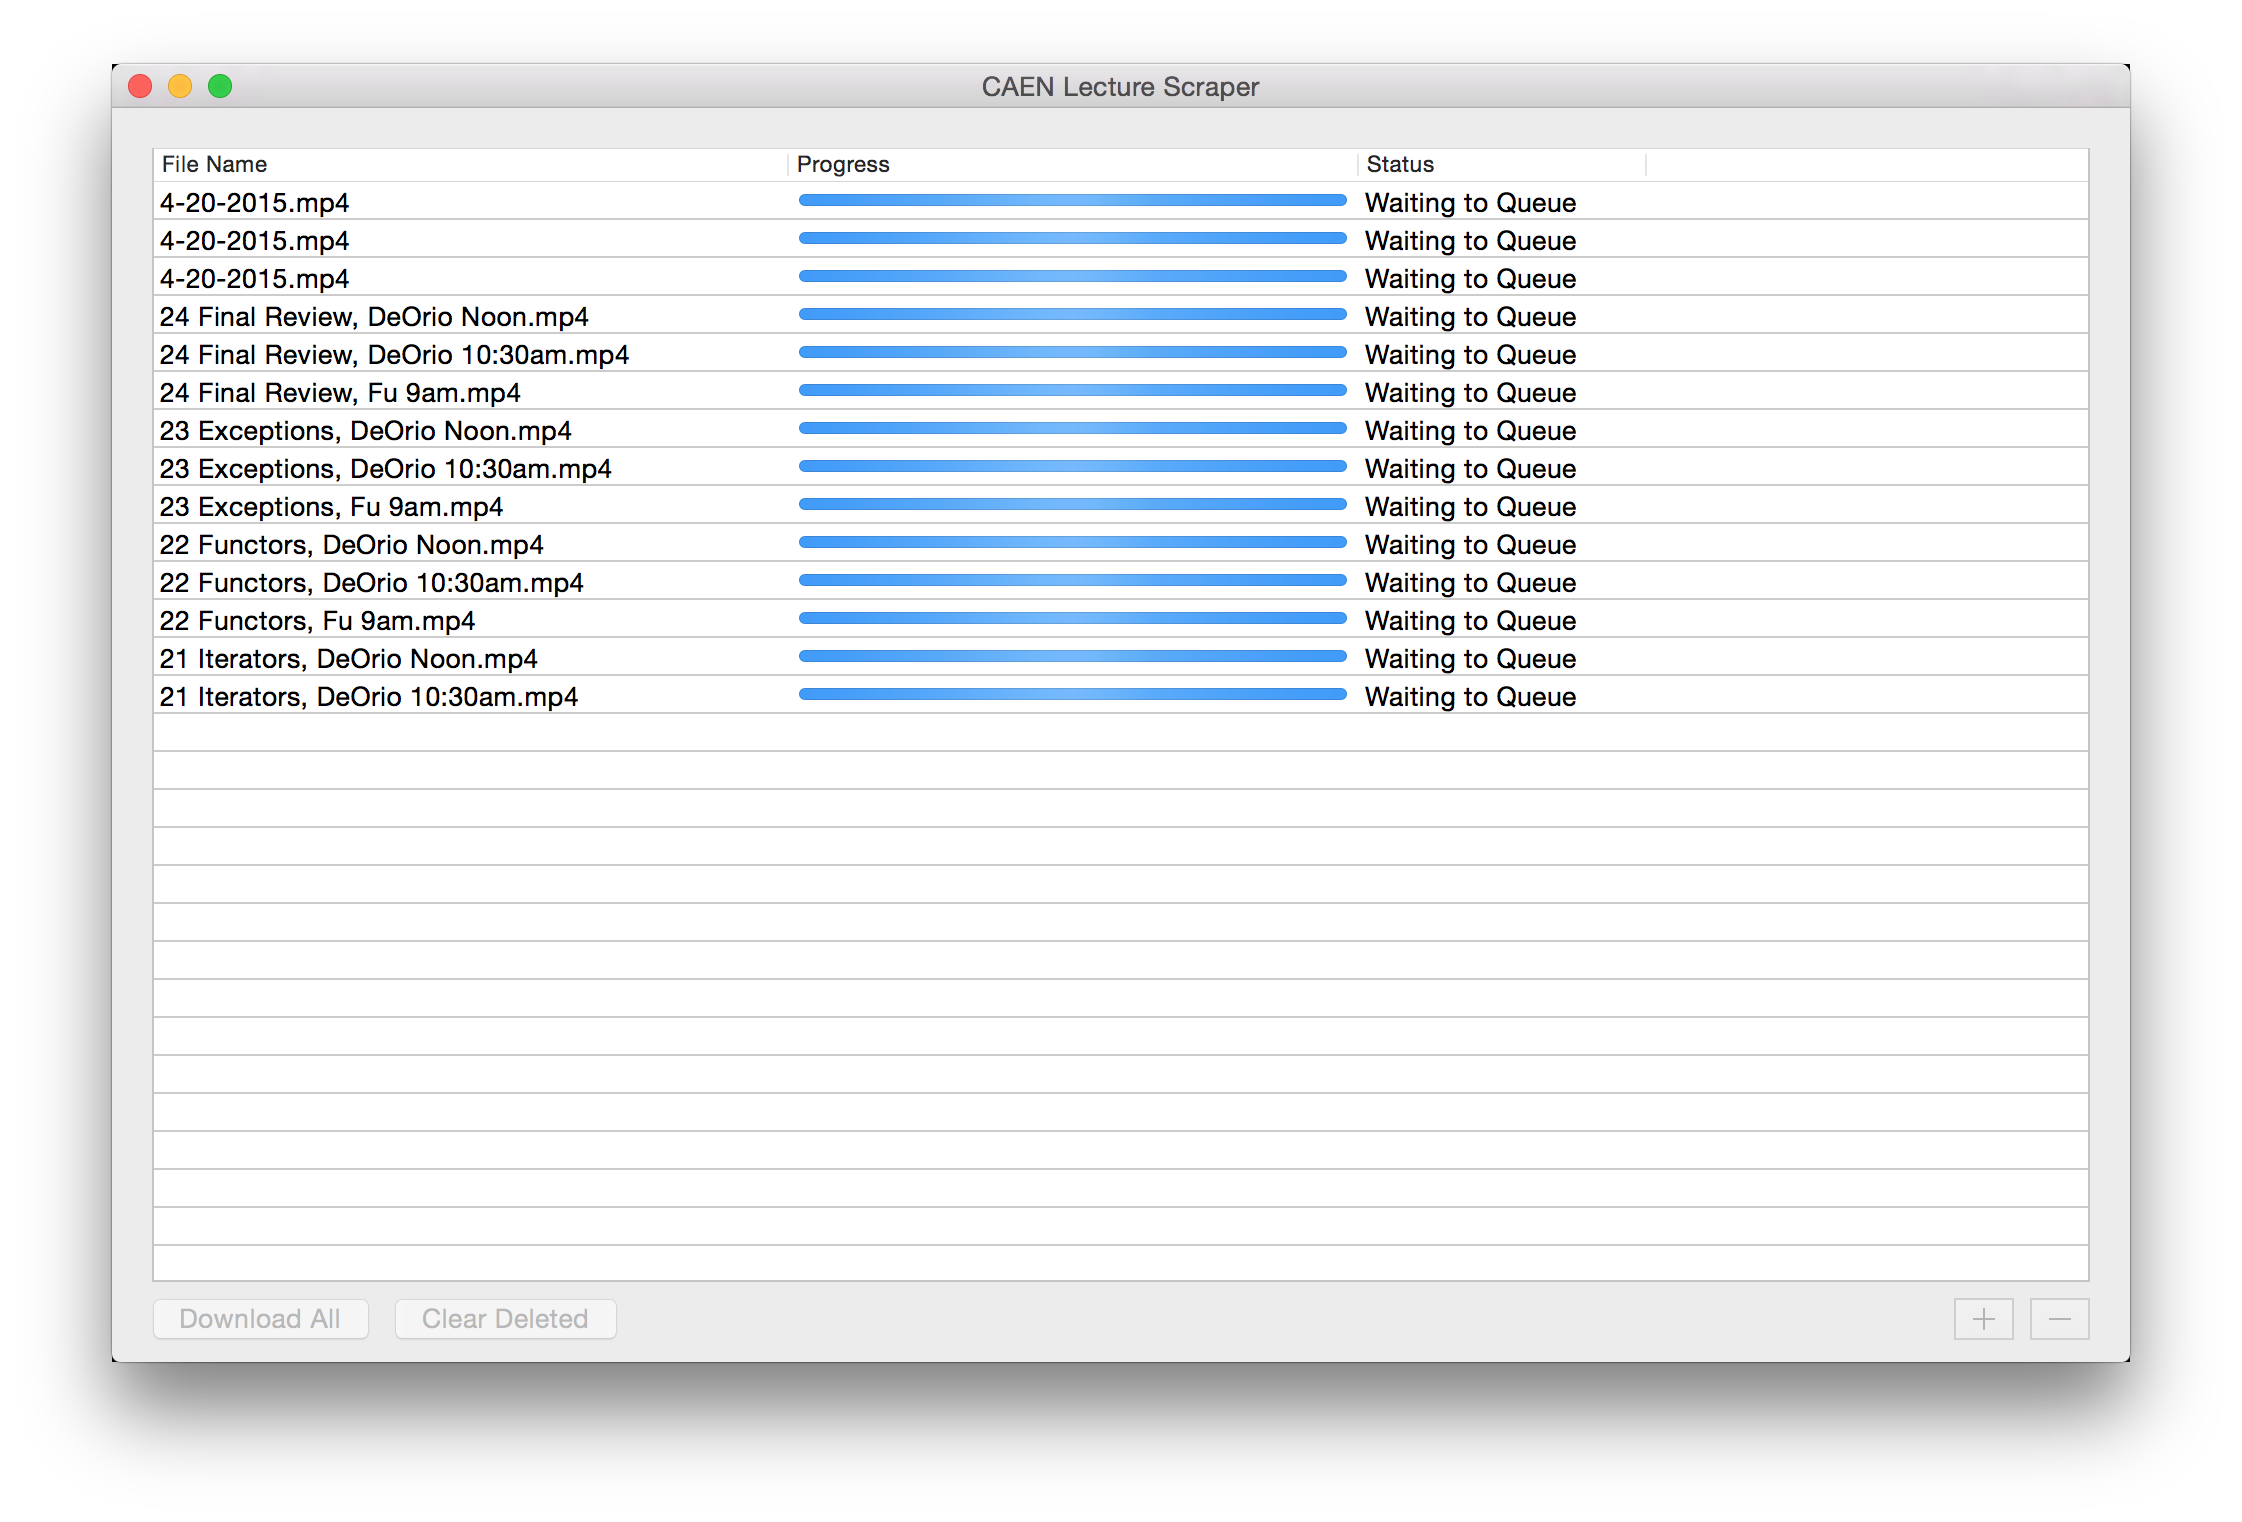 CAEN Lecture Scraper
File Name Progress Status
4-20-2015.mp4 Waiting to Queue
4-20-2015.mp4 Waiting to Queue
4-20-2015.mp4 Waiting to Queue
24 Final Review, DeOrio Noon.mp4 Waiting to Queue
24 Final Review, DeOrio 10:30am.mp4 Waiting to Queue
24 Final Review, Fu 9am.mp4 Waiting to Queue
23 Exceptions, DeOrio Noon.mp4 Waiting to Queue
23 Exceptions, DeOrio 10:30am.mp4 Waiting to Queue
23 Exceptions, Fu 9am.mp4 Waiting to Queue
22 Functors, DeOrio Noon.mp4 Waiting to Queue
22 Functors, DeOrio 10:30am.mp4 Waiting to Queue
22 Functors, Fu 9am.mp4 Waiting to Queue
21 Iterators, DeOrio Noon.mp4 Waiting to Queue
21 Iterators, DeOrio 10:30am.mp4 Waiting to Queue
Download All Clear Deleted